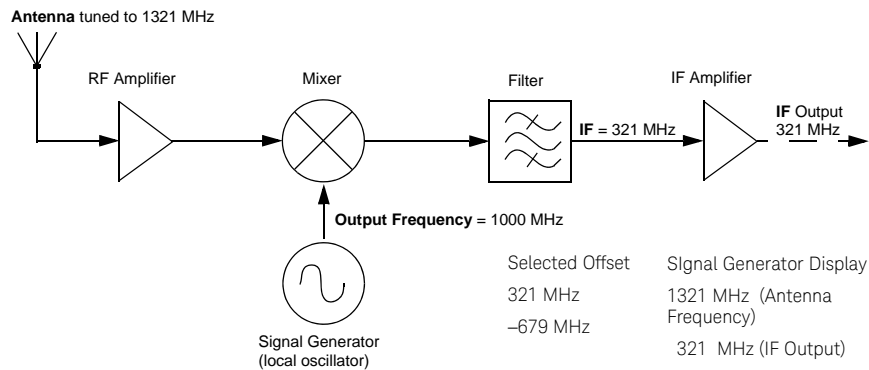 Antenna tuned to 1321 MHz
RF Amplifier
Mixer
Filter
IF Amplifier
IF = 321 MHz
IF Output
321 MHz
Output Frequency = 1000 MHz
Signal Generator
(local oscillator)
Selected Offset
321 MHz
–679 MHz
SIgnal Generator Display
1321 MHz (Antenna
Frequency)
321 MHz (IF Output)